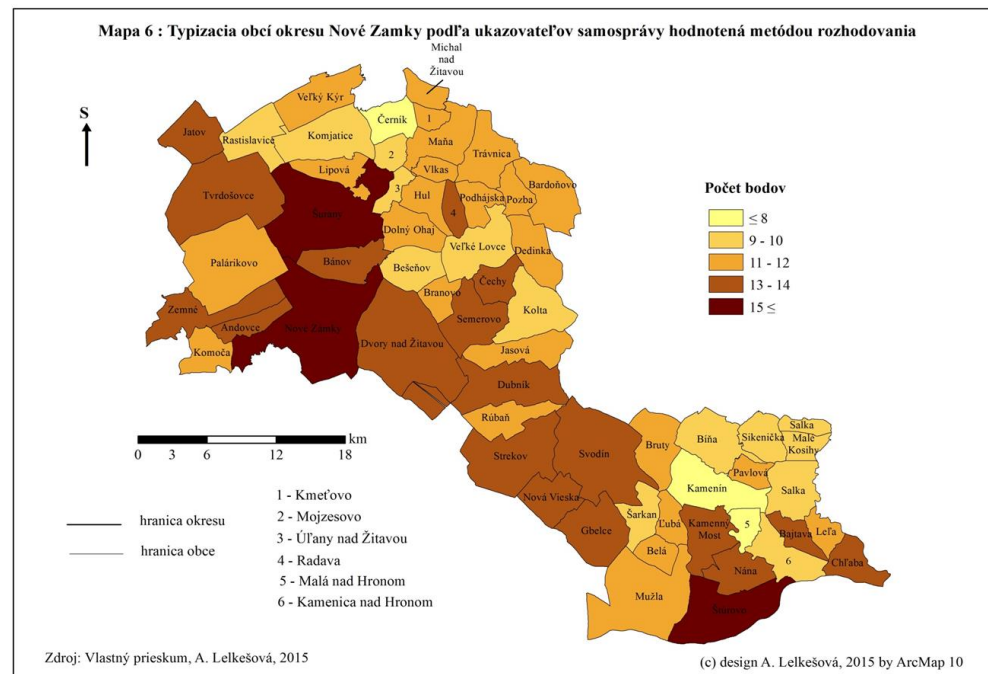 Mapa 6 : Typizacia obcí okresu Nové Zamky podľa ukazovateľov samosprávy hodnotená metódou rozhodovania
Michal
nad
Žitavou
S
Veľký Kýr
Černík
1
Jatov
Rastislavice
Komjatice
Maňa
2
Trávnica
Lipová
Vlkas
Bardoňovo
3
Hul
Podhájska
Pozba
Tvrdošovce
4
Šurany
Dolný Ohaj
Veľké Lovce
Dedinka
Palárikovo
Bánov
Bešeňov
Čechy
Branovo
Kolta
Zemné
Semerovo
Andovce
Nové Zamky
Dvory nad Žitavou
Komoča
Jasová
Dubník
Rúbaň
Svodín
Bruty
Bíňa
Sikenička
Salka
Malé
Kosihy
Strekov
Pavlová
Kamenín
Salka
Nová Vieska
Šarkan
Ľubá
Kamenný
Most
5
Bajtava
Leľa
Gbelce
Belá
Nána
6
Chľaba
Mužla
Štúrovo
Počet bodov
≤ 8
9 - 10
11 - 12
13 - 14
15 ≤
km
0 3 6 12 18
hranica okresu
hranica obce
1 - Kmeťovo
2 - Mojzesovo
3 - Úľany nad Žitavou
4 - Radava
5 - Malá nad Hronom
6 - Kamenica nad Hronom
Zdroj: Vlastný prieskum, A. Lelkešová, 2015
(c) design A. Lelkešová, 2015 by ArcMap 10